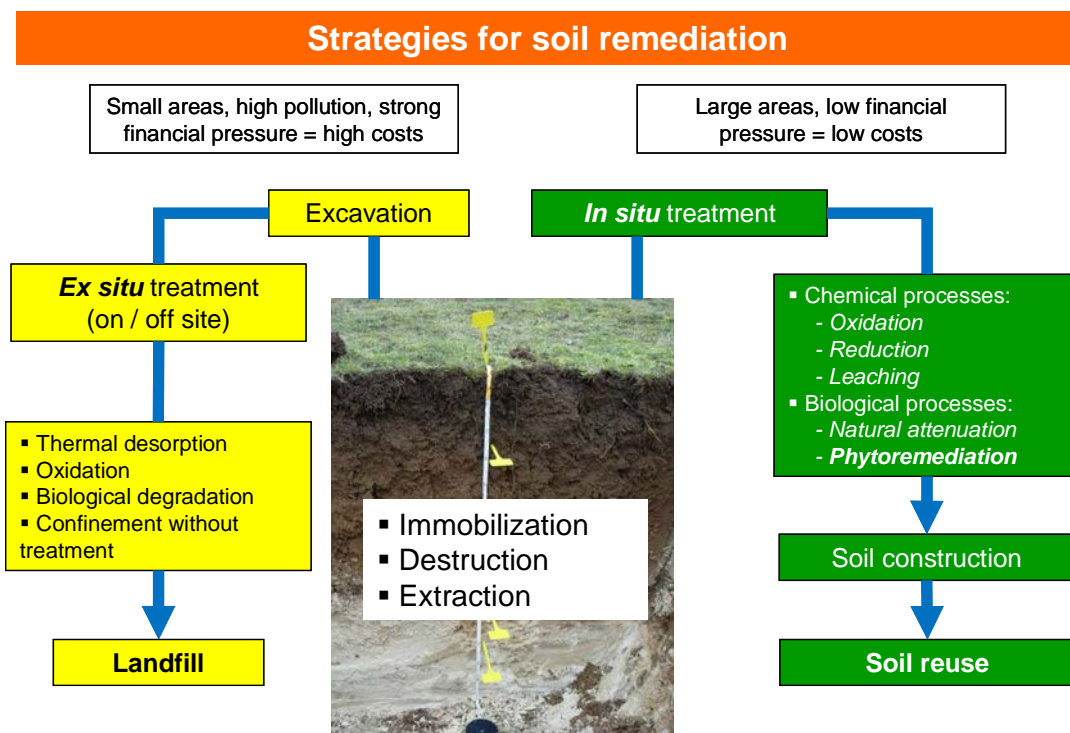 Strategies for soil remediation
Small areas, high pollution, strong
financial pressure = high costs
Large areas, low financial
pressure = low costs
Excavation
In situ treatment
Ex situ treatment
(on / off site)
▪ Thermal desorption
▪ Oxidation
▪ Biological degradation
▪ Confinement without
treatment
Landfill
▪ Immobilization
▪ Destruction
▪ Extraction
▪ Chemical processes:
- Oxidation
- Reduction
- Leaching
▪ Biological processes:
- Natural attenuation
- Phytoremediation
Soil construction
Soil reuse